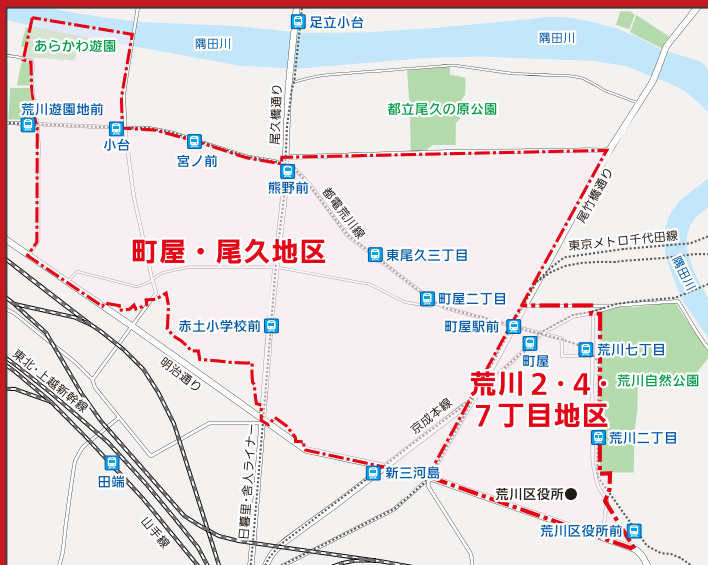 足立小台
隅田川
隅田川
あらかわ遊園
荒川遊園地前
小台
宮ノ前
尾久橋通り
都立尾久の原公園
熊野前
都電荒川線
尾竹橋通り
東京メトロ千代田線
隅田川
町屋・尾久地区
東尾久三丁目
町屋二丁目
赤土小学校前
町屋駅前
町屋
荒川七丁目
明治通り
東北・上越新幹線
荒川2・4・
7丁目地区
荒川自然公園
京成本線
荒川二丁目
日暮里・舎人ライナー
新三河島
田端
山手線
荒川区役所
荒川区役所前